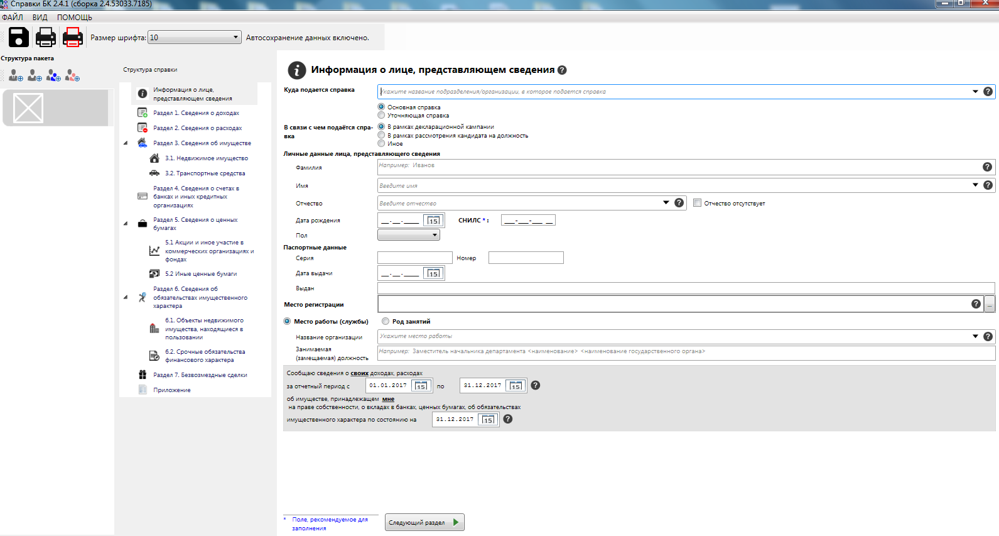 Справки БК 2.4.1 (сборка 2.4.53033.7185)
ФАЙЛ ВИД ПОМОЩЬ
Размер шрифта: 10 Автосохранение данных включено.
Структура пакета
Структура справки
Информация о лице,
представляющем сведения
Раздел 1. Сведения о доходах
Раздел 2. Сведения о расходах
Раздел 3. Сведения об имуществе
3.1. Недвижимое имущество
3.2. Транспортные средства
Раздел 4. Сведения о счетах в
банках и иных кредитных
организациях
Раздел 5. Сведения о ценных
бумагах
5.1 Акции и иное участие в
коммерческих организациях и
фондах
5.2 Иные ценные бумаги
Раздел 6. Сведения об
обязательствах имущественного
характера
6.1. Объекты недвижимого
имущества, находящиеся в
пользовании
6.2. Срочные обязательства
финансового характера
Раздел 7. Безвозмездные сделки
Приложение
Информация о лице, представляющем сведения ?
Куда подается справка Укажите название подразделения/организации, в которое подается справка ?
Основная справка
Уточняющая справка
В связи с чем подаётся спра-
вка
В рамках декларационной кампании
В рамках рассмотрения кандидата на должность
Иное
Личные данные лица, представляющего сведения
Фамилия Например: Иванов ?
Имя Введите имя ?
Отчество Введите отчество ? Отчество отсутствует
Дата рождения __.__.____ 15 СНИЛС * : ___-___-___ __
Пол
Паспортные данные
Серия Номер
Дата выдачи __.__.____ 15
Выдан
Место регистрации ? ...
Место работы (службы) Род занятий
Название организации Укажите место работы ?
Занимаемая
(замещаемая) должность
Например: Заместитель начальника департамента <наименование> <наименование государственного органа>
Сообщаю сведения о своих доходах, расходах
за отчетный период с 01.01.2017 15 по 31.12.2017 15 ?
об имуществе, принадлежащем мне
на праве собственности, о вкладах в банках, ценных бумагах, об обязательствах
имущественного характера по состоянию на 31.12.2017 15 ?
* Поле, рекомендуемое для
заполнения
Следующий раздел